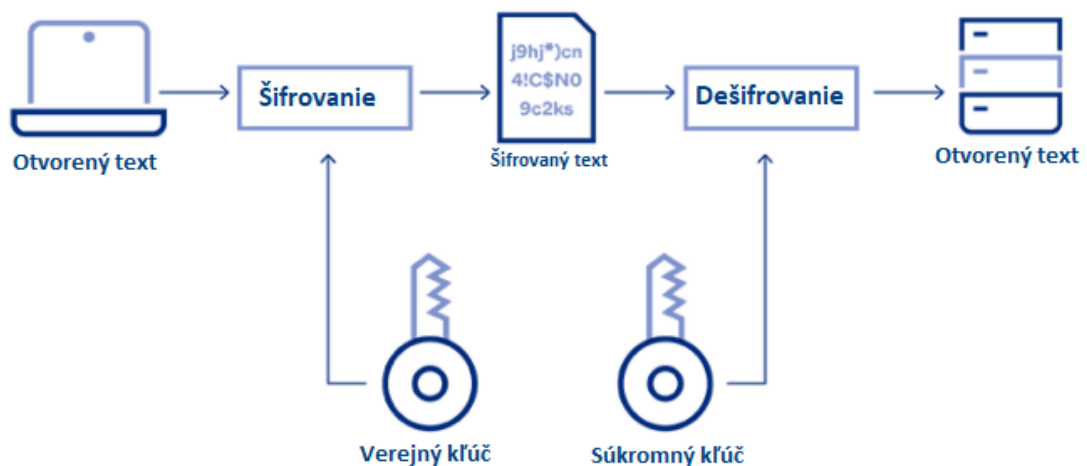 j9hj*)cn
4!C$N0
9c2ks
Šifrovanie
Dešifrovanie
Otvorený text
Šifrovaný text
Otvorený text
Verejný kľúč
Súkromný kľúč